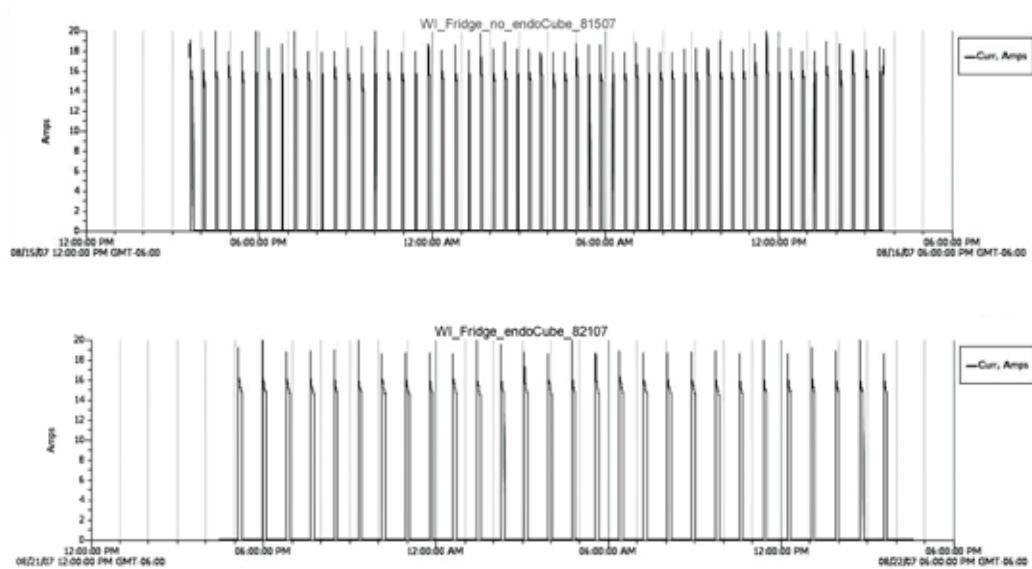 WI_Fridge_no_endoCube_81507
20
18
16
14
12
10
8
6
4
2
0
Amps
Curr, Amps
12:00:00 PM
06:00:00 PM
12:00:00 AM
06:00:00 AM
12:00:00 PM
06:00:00 PM
08/15/07 12:00:00 PM GMT-06:00
08/16/07 06:00:00 PM GMT-06:00
WI_Fridge_endoCube_82107
20
18
16
14
12
10
8
6
4
2
0
Amps
Curr, Amps
12:00:00 PM
06:00:00 PM
12:00:00 AM
06:00:00 AM
12:00:00 PM
06:00:00 PM
08/21/07 12:00:00 PM GMT-06:00
08/22/07 06:00:00 PM GMT-06:00